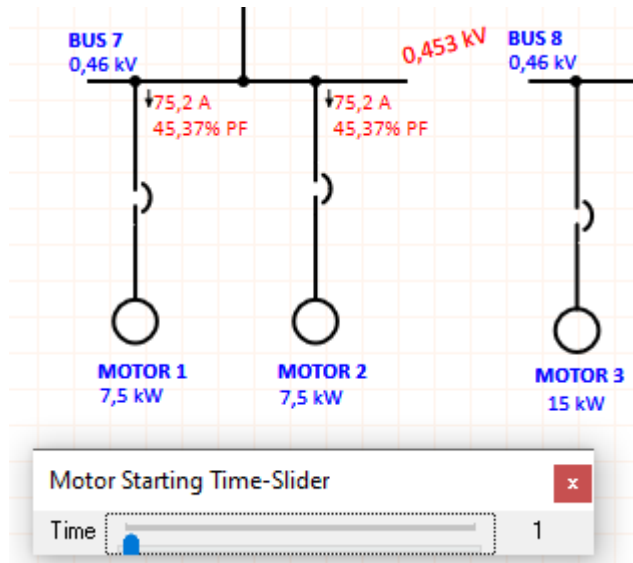 BUS 7
0,46 kV
0,453 kV
BUS 8
0,46 kV
75,2 A
45,37% PF
75,2 A
45,37% PF
MOTOR 1
7,5 kW
MOTOR 2
7,5 kW
MOTOR 3
15 kW
Motor Starting Time-Slider
x
Time
1